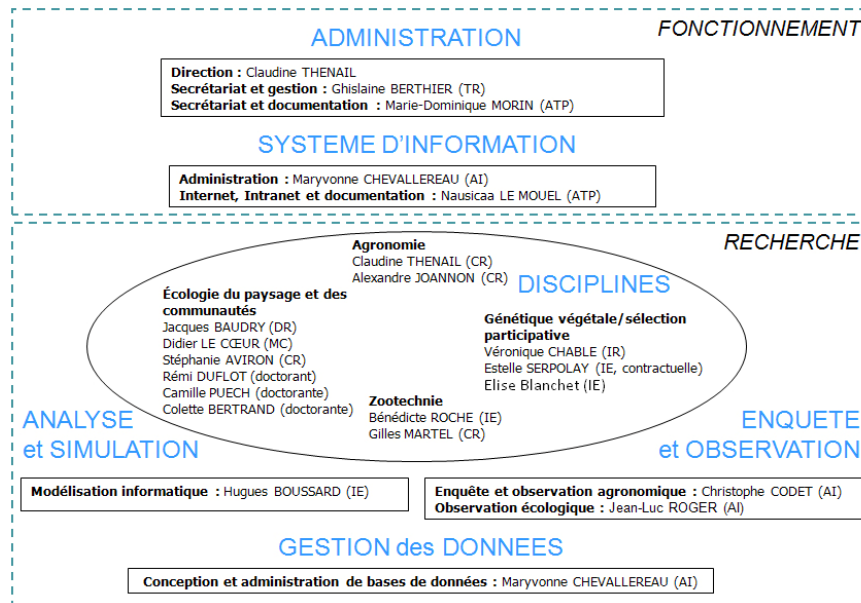 FONCTIONNEMENT
ADMINISTRATION
Direction : Claudine THENAIL
Secrétariat et gestion : Ghislaine BERTHIER (TR)
Secrétariat et documentation : Marie-Dominique MORIN (ATP)
SYSTEME D'INFORMATION
Administration : Maryvonne CHEVALLEREAU (AI)
Internet, Intranet et documentation : Nausicaa LE MOUEL (ATP)
RECHERCHE
DISCIPLINES
Agronomie
Claudine THENAIL (CR)
Alexandre JOANNON (CR)
Écologie du paysage et des
communautés
Jacques BAUDRY (DR)
Didier LE CŒUR (MC)
Stéphanie AVIRON (CR)
Rémi DUFLOT (doctorant)
Camille PUECH (doctorante)
Colette BERTRAND (doctorante)
Génétique végétale/sélection
participative
Véronique CHABLE (IR)
Estelle SERPOLAY (IE, contractuelle)
Elise Blanchet (IE)
Zootechnie
Bénédicte ROCHE (IE)
Gilles MARTEL (CR)
ANALYSE
et SIMULATION
Modélisation informatique : Hugues BOUSSARD (IE)
ENQUETE
et OBSERVATION
Enquête et observation agronomique : Christophe CODET (AI)
Observation écologique : Jean-Luc ROGER (AI)
GESTION des DONNEES
Conception et administration de bases de données : Maryvonne CHEVALLEREAU (AI)